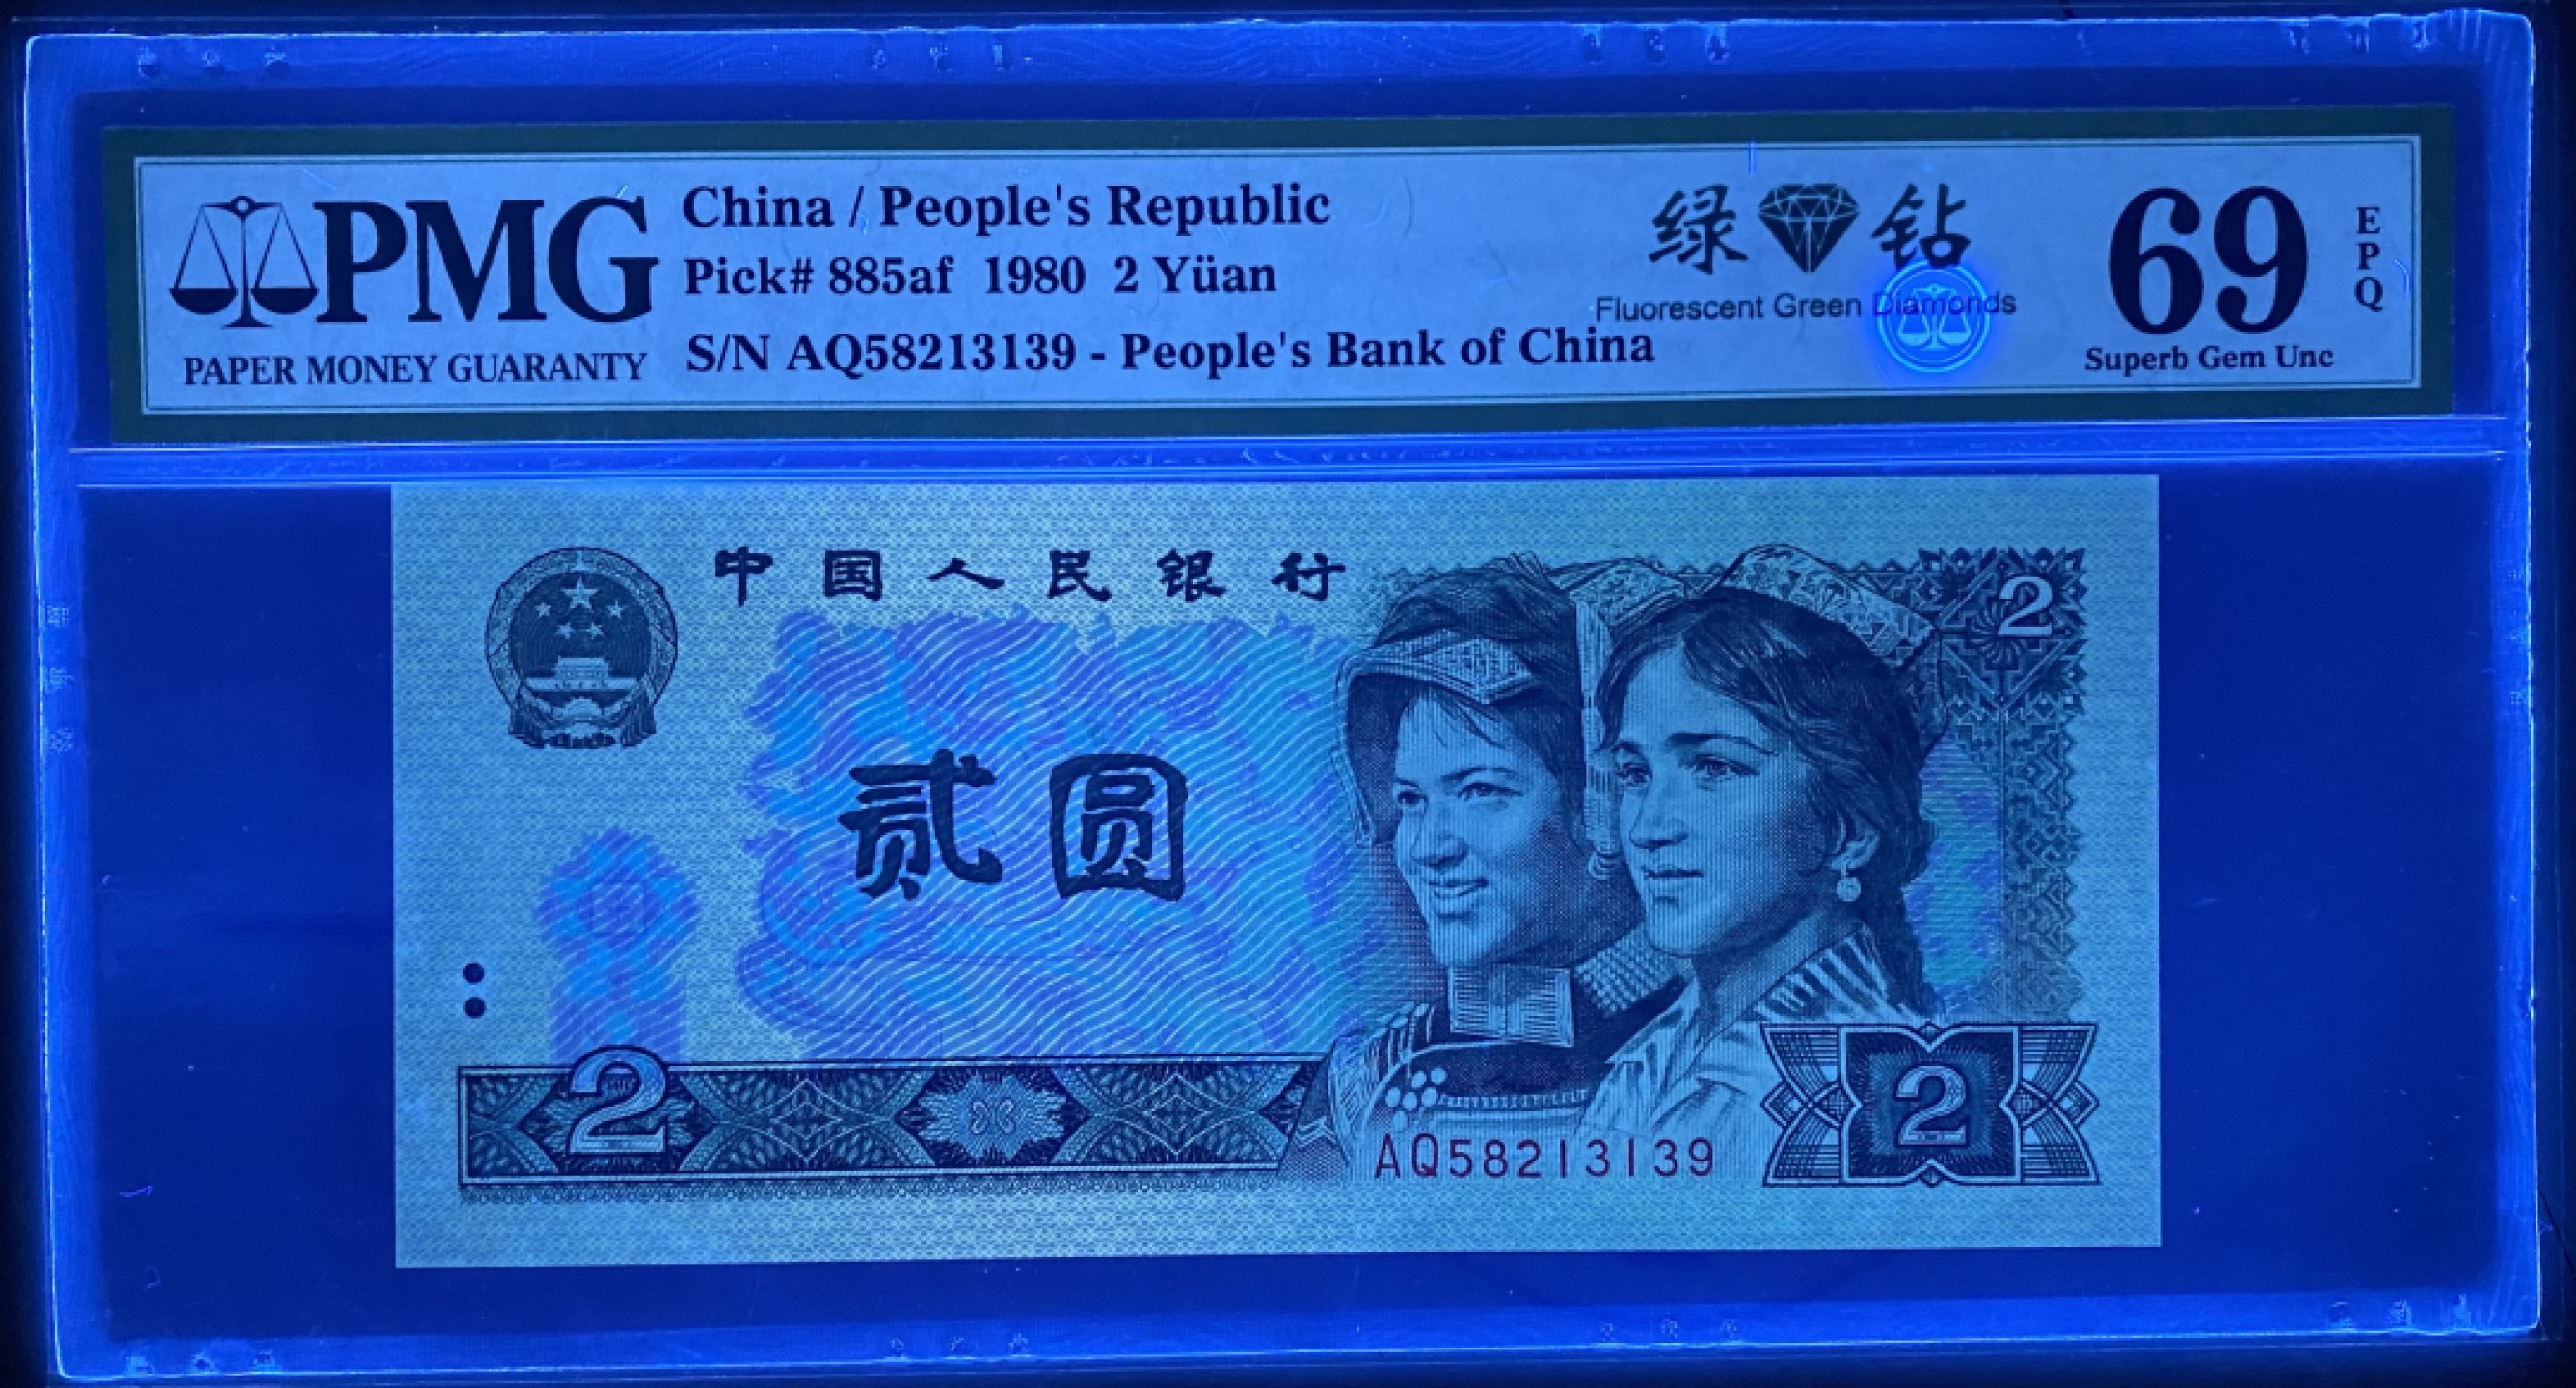 PMG
PAPER MONEY GUARANTY
China / People's Republic
Pick# 885af 1980 2 Yüan
S/N AQ58213139 - People's Bank of China
绿 钻
Fluorescent Green Diamonds
69
EPQ
Superb Gem Unc
中国人民银行
2
贰圆
2
2
AQ58213139